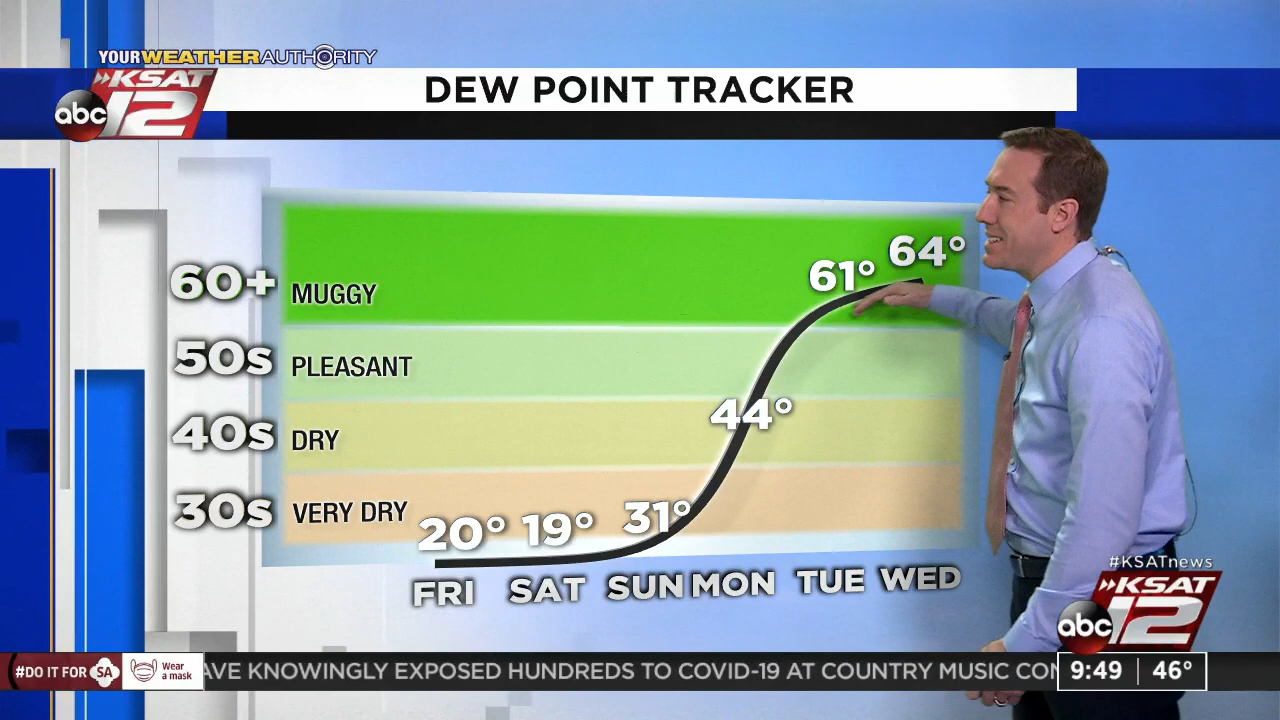 YOURWEATHERAUTHORITY
KSAT
abc 12
DEW POINT TRACKER
60+ MUGGY
50s PLEASANT
40s DRY
30s VERY DRY
20° 19° 31° 44° 61° 64°
FRI SAT SUN MON TUE WED
#KSATnews
KSAT
abc 12
#DO IT FOR SA
Wear
a mask
AVE KNOWINGLY EXPOSED HUNDREDS TO COVID-19 AT COUNTRY MUSIC CON
9:49 46°